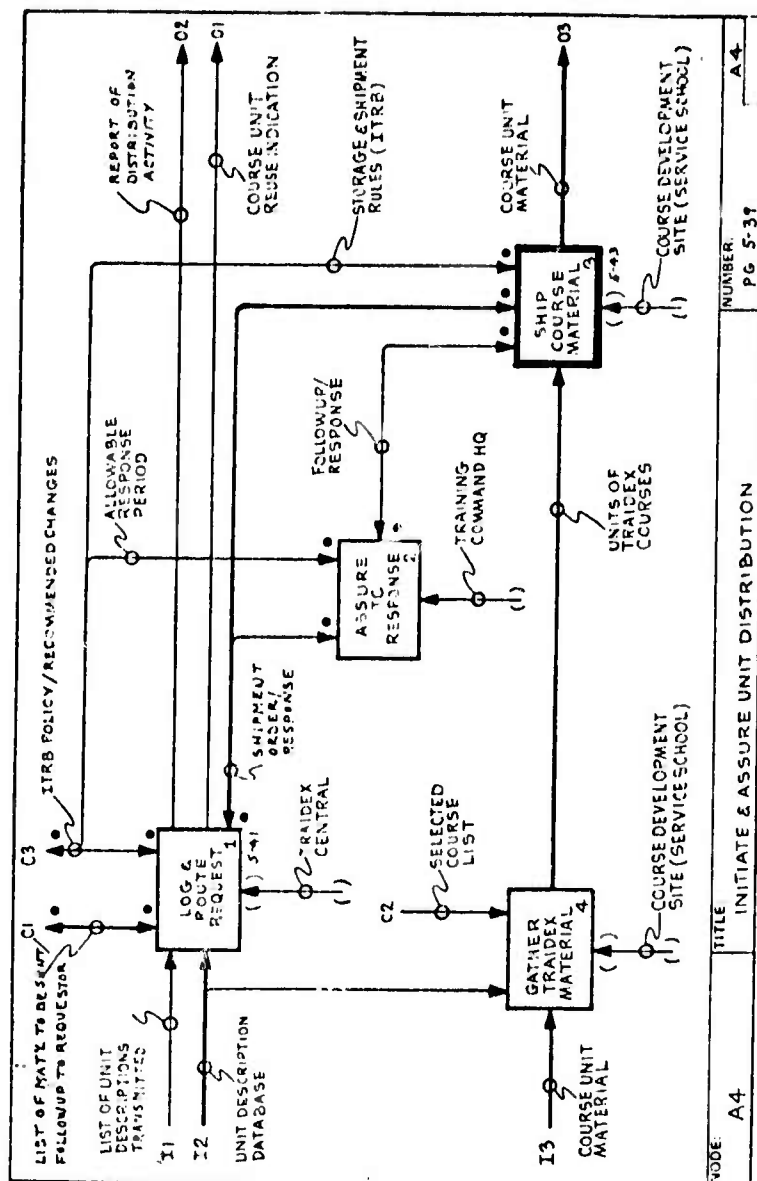 C1
C3
LIST OF MAT'L TO BE SENT/
FOLLOWUP TO REQUESTOR
ITRB POLICY/RECOMMENDED CHANGES
LIST OF UNIT
DESCRIPTIONS
TRANSMITTED
I1
I2
UNIT DESCRIPTION
DATABASE
LOG &
ROUTE
REQUEST
1
5-41
TRAIDEX
CENTRAL
SHIPMENT
ORDER/
RESPONSE
ALLOWABLE
RESPONSE
PERIOD
ASSURE
TC
RESPONSE
2
TRAINING
COMMAND HQ
FOLLOWUP/
RESPONSE
REPORT OF
DISTRIBUTION
ACTIVITY
O2
COURSE UNIT
REUSE INDICATION
O1
STORAGE & SHIPMENT
RULES (ITRB)
SHIP
COURSE
MATERIAL
3
5-43
COURSE UNIT
MATERIAL
O3
COURSE DEVELOPMENT
SITE (SERVICE SCHOOL)
C2
SELECTED
COURSE
LIST
I3
COURSE UNIT
MATERIAL
GATHER
TRAIDEX
MATERIAL
4
UNITS OF
TRAIDEX
COURSES
COURSE DEVELOPMENT
SITE (SERVICE SCHOOL)
NODE:
A4
TITLE
INITIATE & ASSURE UNIT DISTRIBUTION
NUMBER:
PG 5-39
A4